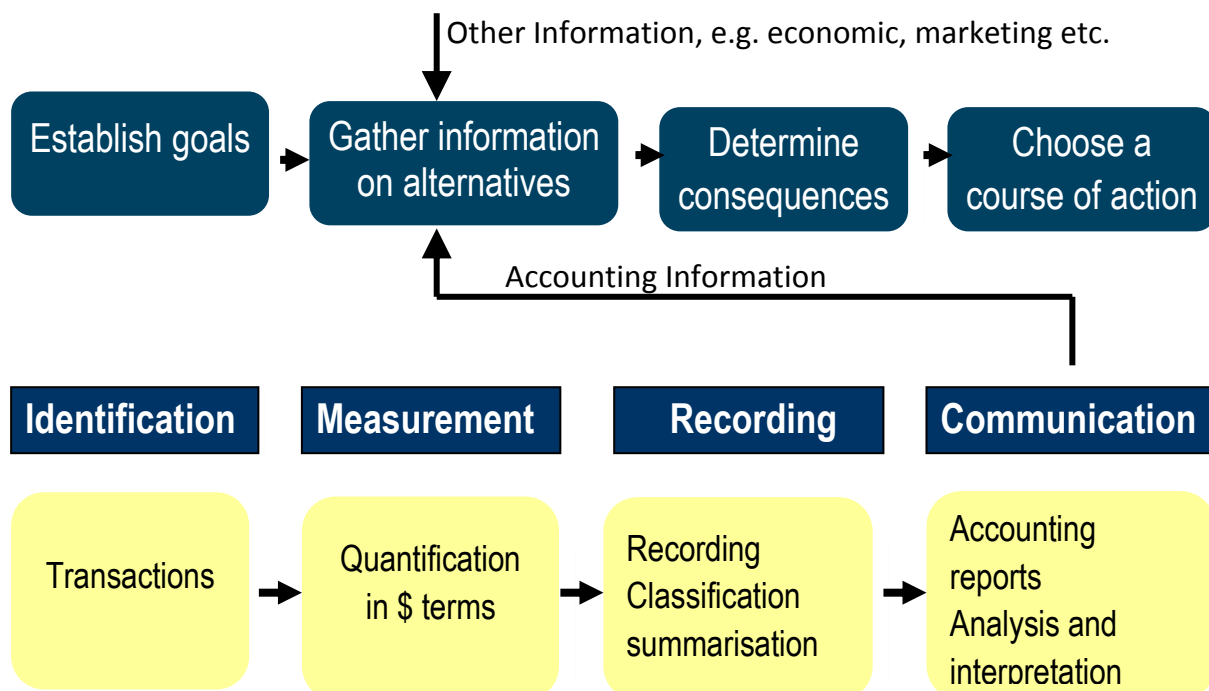 Other Information, e.g. economic, marketing etc.
Establish goals
Gather information
on alternatives
Determine
consequences
Choose a
course of action
Accounting Information
Identification
Measurement
Recording
Communication
Transactions
Quantification
in $ terms
Recording
Classification
summarisation
Accounting
reports
Analysis and
interpretation